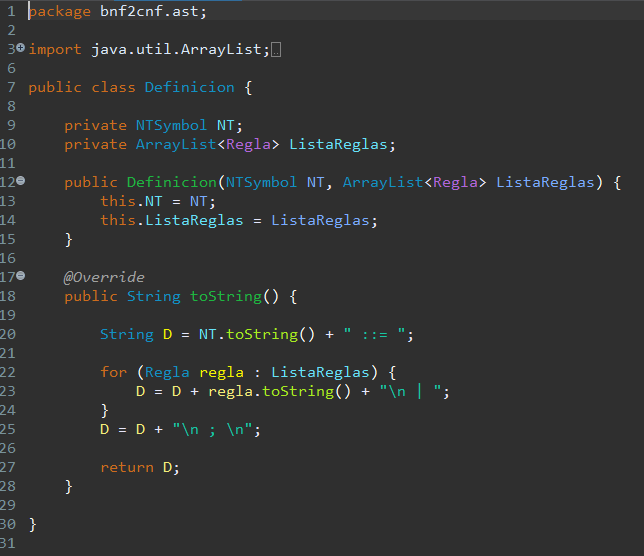 1 package bnf2cnf.ast;
2
3 import java.util.ArrayList;
6
7 public class Definicion {
8
9     private NTSymbol NT;
10     private ArrayList<Regla> ListaReglas;
11
12     public Definicion(NTSymbol NT, ArrayList<Regla> ListaReglas) {
13         this.NT = NT;
14         this.ListaReglas = ListaReglas;
15     }
16
17     @Override
18     public String toString() {
19
20         String D = NT.toString() + " ::= ";
21
22         for (Regla regla : ListaReglas) {
23             D = D + regla.toString() + "\n | ";
24         }
25         D = D + "\n ; \n";
26
27         return D;
28     }
29
30 }
31